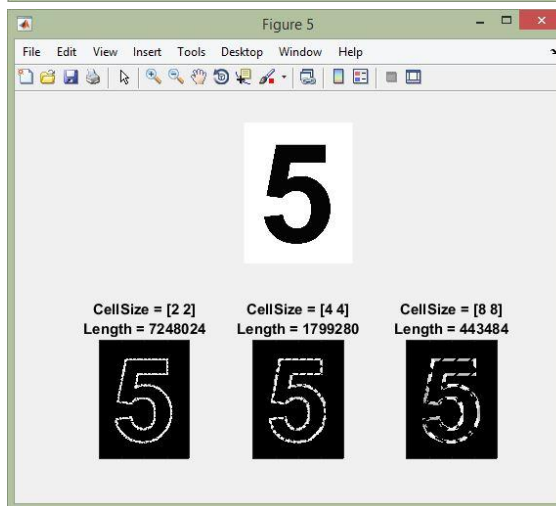 Figure 5
File Edit View Insert Tools Desktop Window Help
5
CellSize = [2 2] CellSize = [4 4] CellSize = [8 8]
Length = 7248024 Length = 1799280 Length = 443484
5 5 5